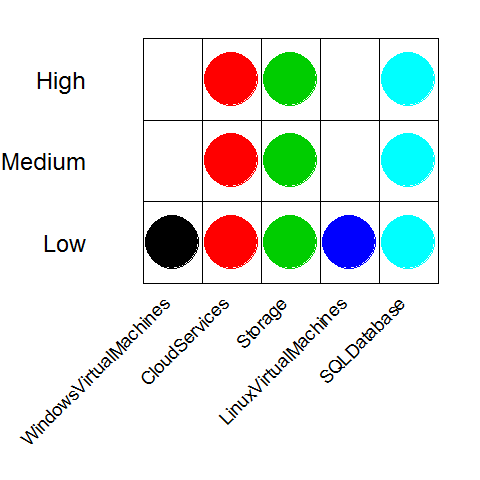 High
Medium
Low
WindowsVirtualMachines
CloudServices
Storage
LinuxVirtualMachines
SQLDatabase